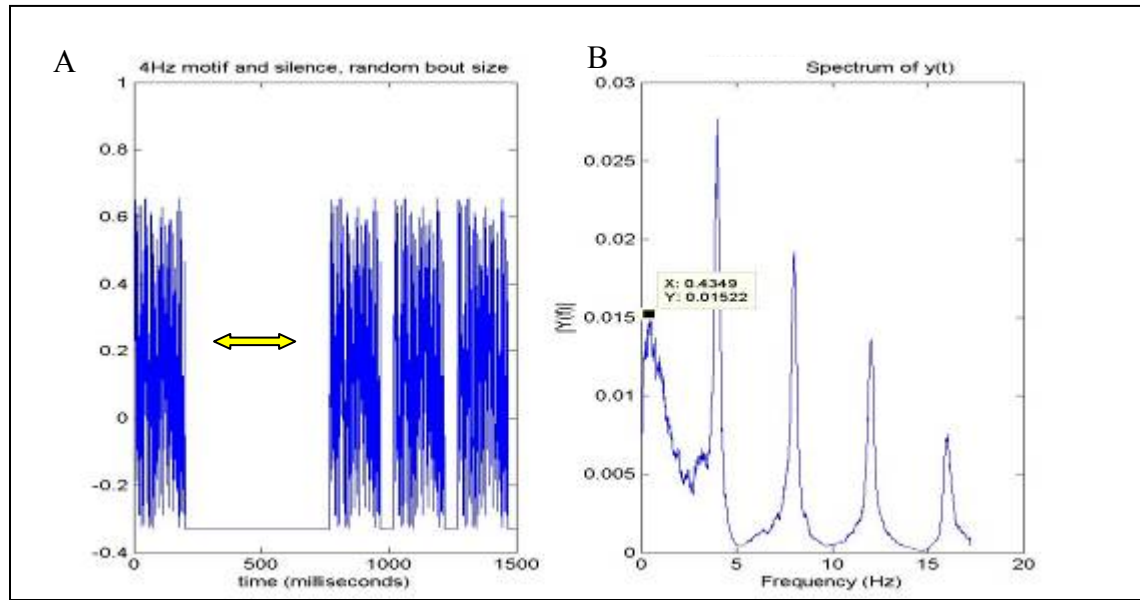 A
4Hz motif and silence, random bout size
1
0.8
0.6
0.4
0.2
0
-0.2
-0.4
0
500
1000
1500
time (milliseconds)
B
Spectrum of y(t)
0.03
0.025
0.02
0.015
0.01
0.005
0
|Y(f)|
X: 0.4349
Y: 0.01522
0
5
10
15
20
Frequency (Hz)